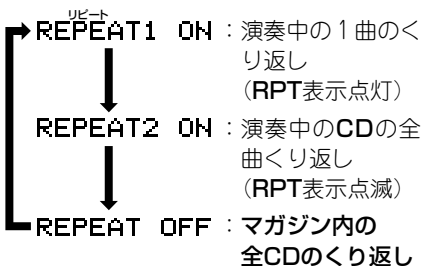 リピート
REPEAT1 ON：演奏中の1曲のく
り返し
（RPT表示点灯）
REPEAT2 ON：演奏中のCDの全
曲くり返し
（RPT表示点滅）
REPEAT OFF：マガジン内の
全CDのくり返し